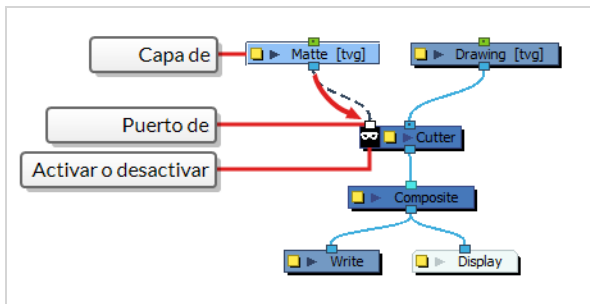 Capa de
Matte [tvg]
Drawing [tvg]
Puerto de
Cutter
Activar o desactivar
Composite
Write
Display